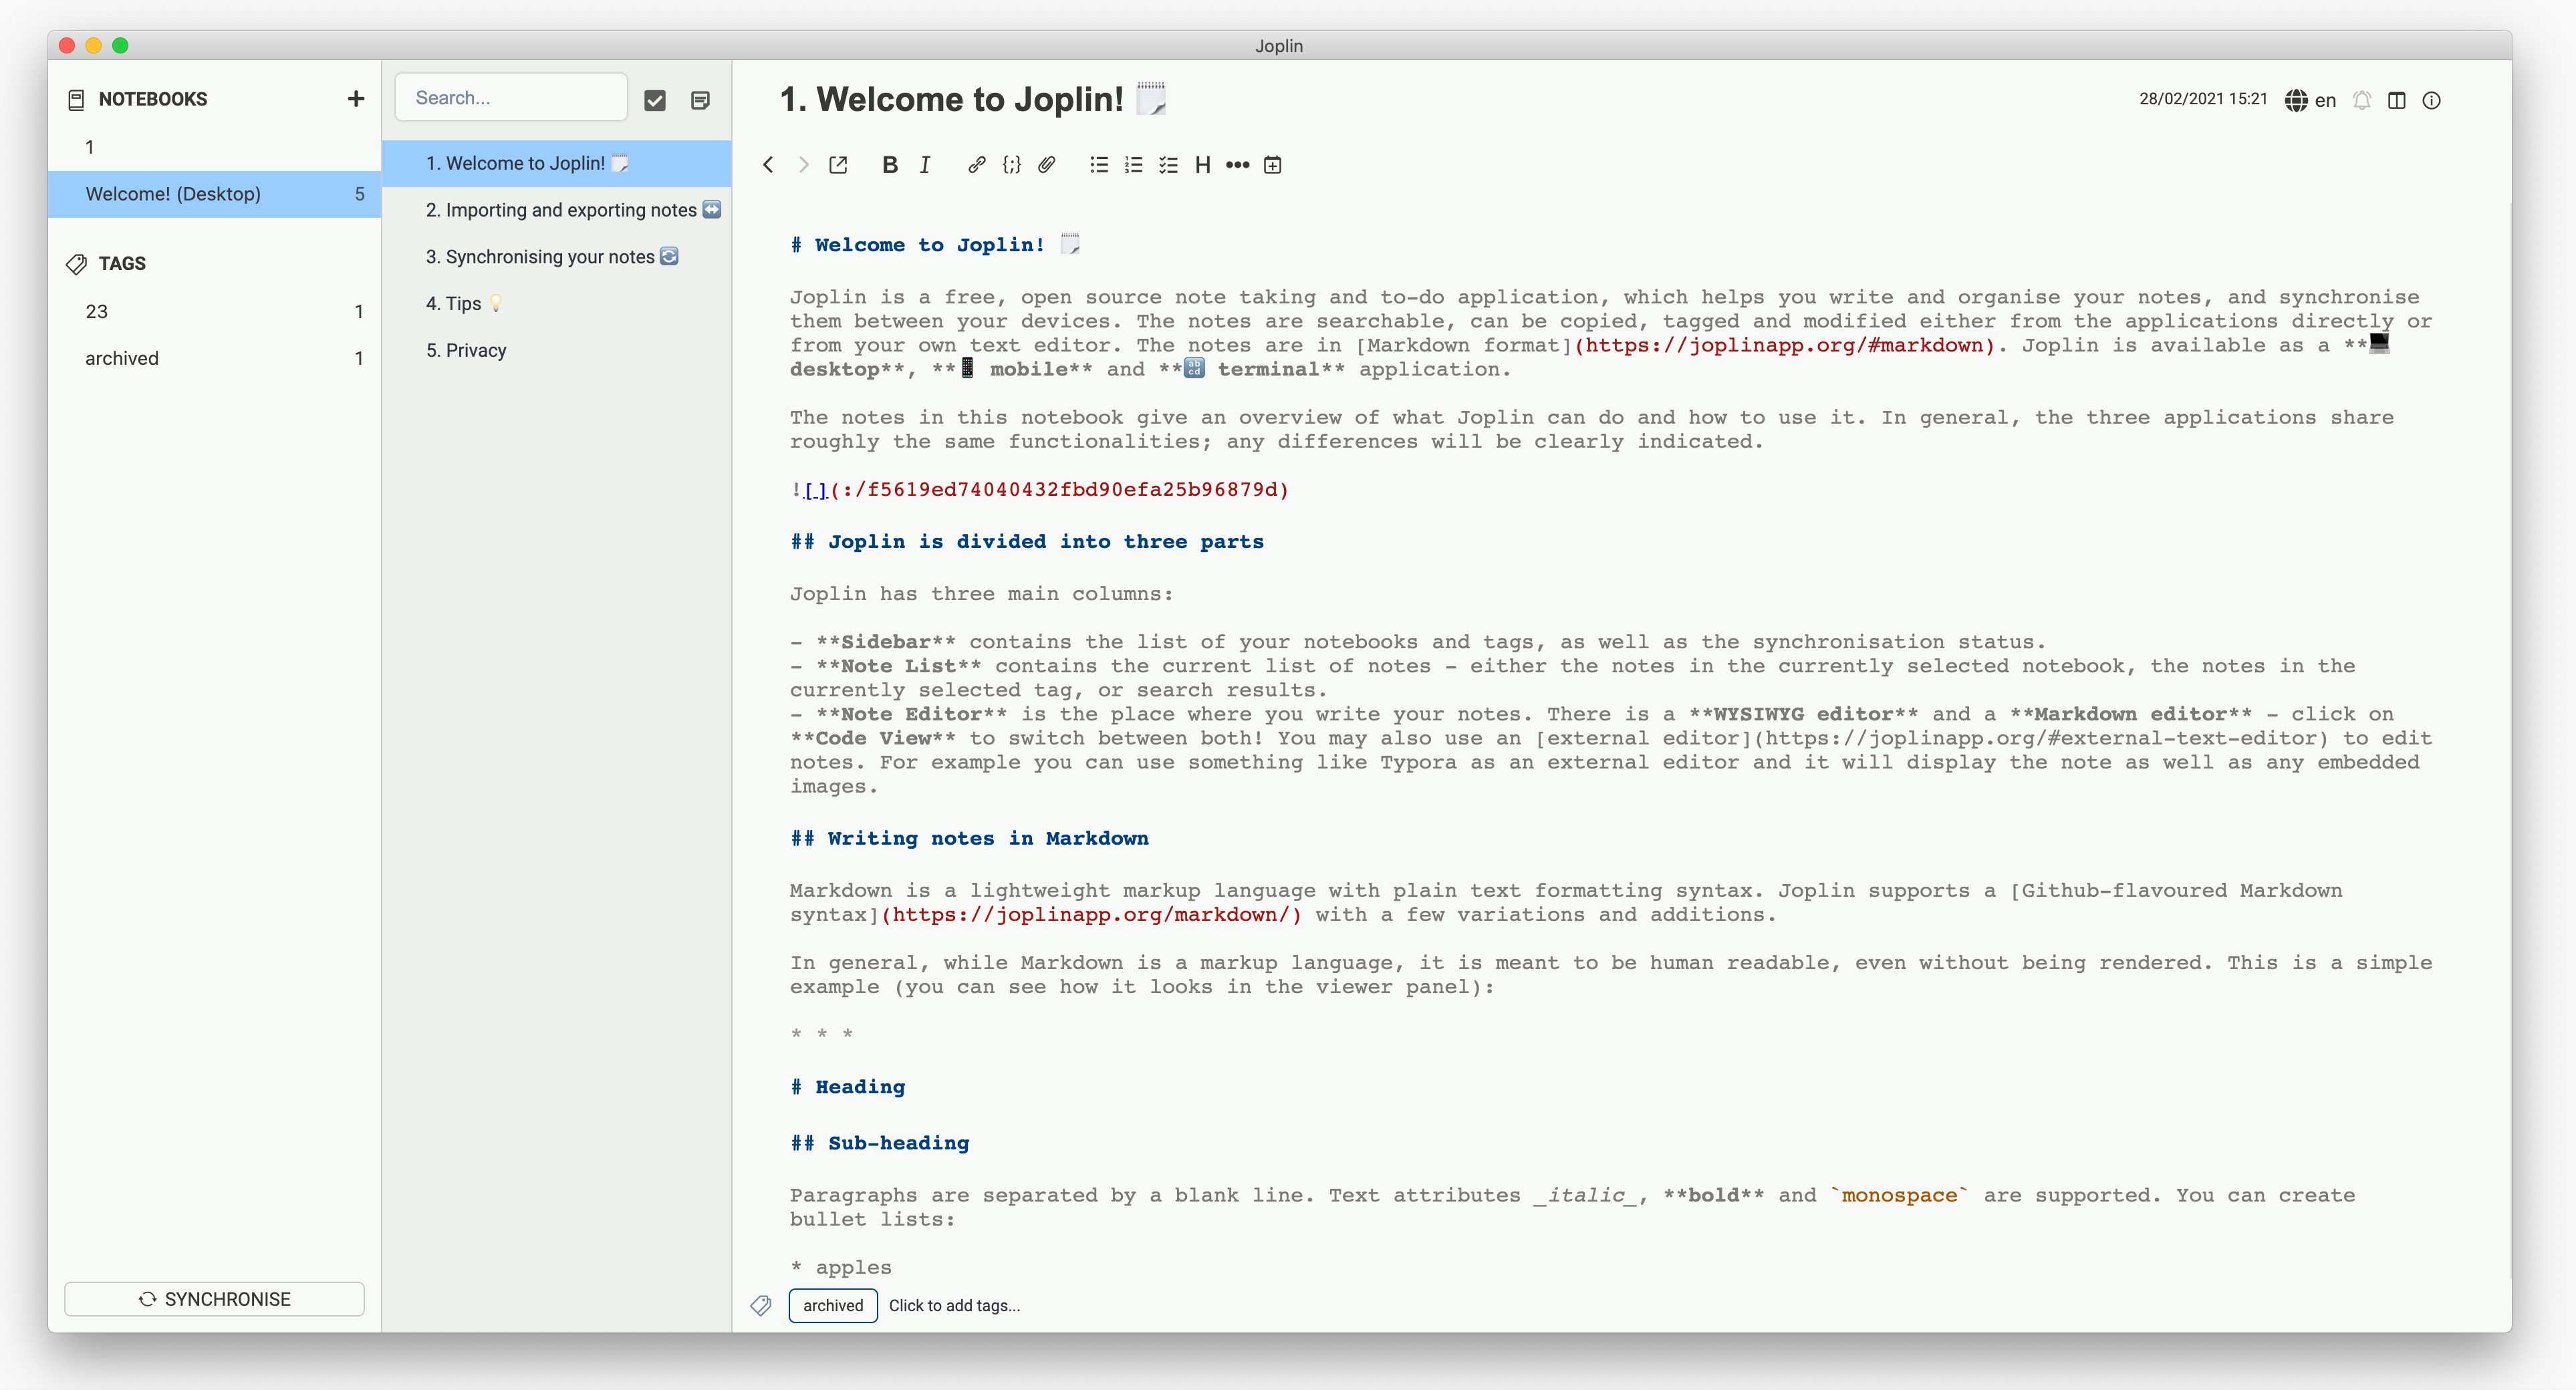 Joplin
NOTEBOOKS
1
Welcome! (Desktop) 5
TAGS
23 1
archived 1
SYNCHRONISE
Search...
1. Welcome to Joplin! 🗒️
2. Importing and exporting notes ↔️
3. Synchronising your notes 🔄
4. Tips 💡
5. Privacy
1. Welcome to Joplin! 🗒️
28/02/2021 15:21 en
B I {;} H
# Welcome to Joplin! 🗒️
Joplin is a free, open source note taking and to-do application, which helps you write and organise your notes, and synchronise
them between your devices. The notes are searchable, can be copied, tagged and modified either from the applications directly or
from your own text editor. The notes are in [Markdown format](https://joplinapp.org/#markdown). Joplin is available as a **💻
desktop**, **📱 mobile** and **🔡 terminal** application.
The notes in this notebook give an overview of what Joplin can do and how to use it. In general, the three applications share
roughly the same functionalities; any differences will be clearly indicated.
![](:/f5619ed74040432fbd90efa25b96879d)
## Joplin is divided into three parts
Joplin has three main columns:
- **Sidebar** contains the list of your notebooks and tags, as well as the synchronisation status.
- **Note List** contains the current list of notes - either the notes in the currently selected notebook, the notes in the
currently selected tag, or search results.
- **Note Editor** is the place where you write your notes. There is a **WYSIWYG editor** and a **Markdown editor** - click on
**Code View** to switch between both! You may also use an [external editor](https://joplinapp.org/#external-text-editor) to edit
notes. For example you can use something like Typora as an external editor and it will display the note as well as any embedded
images.
## Writing notes in Markdown
Markdown is a lightweight markup language with plain text formatting syntax. Joplin supports a [Github-flavoured Markdown
syntax](https://joplinapp.org/markdown/) with a few variations and additions.
In general, while Markdown is a markup language, it is meant to be human readable, even without being rendered. This is a simple
example (you can see how it looks in the viewer panel):
* * *
# Heading
## Sub-heading
Paragraphs are separated by a blank line. Text attributes _italic_, **bold** and `monospace` are supported. You can create
bullet lists:
* apples
archived Click to add tags...